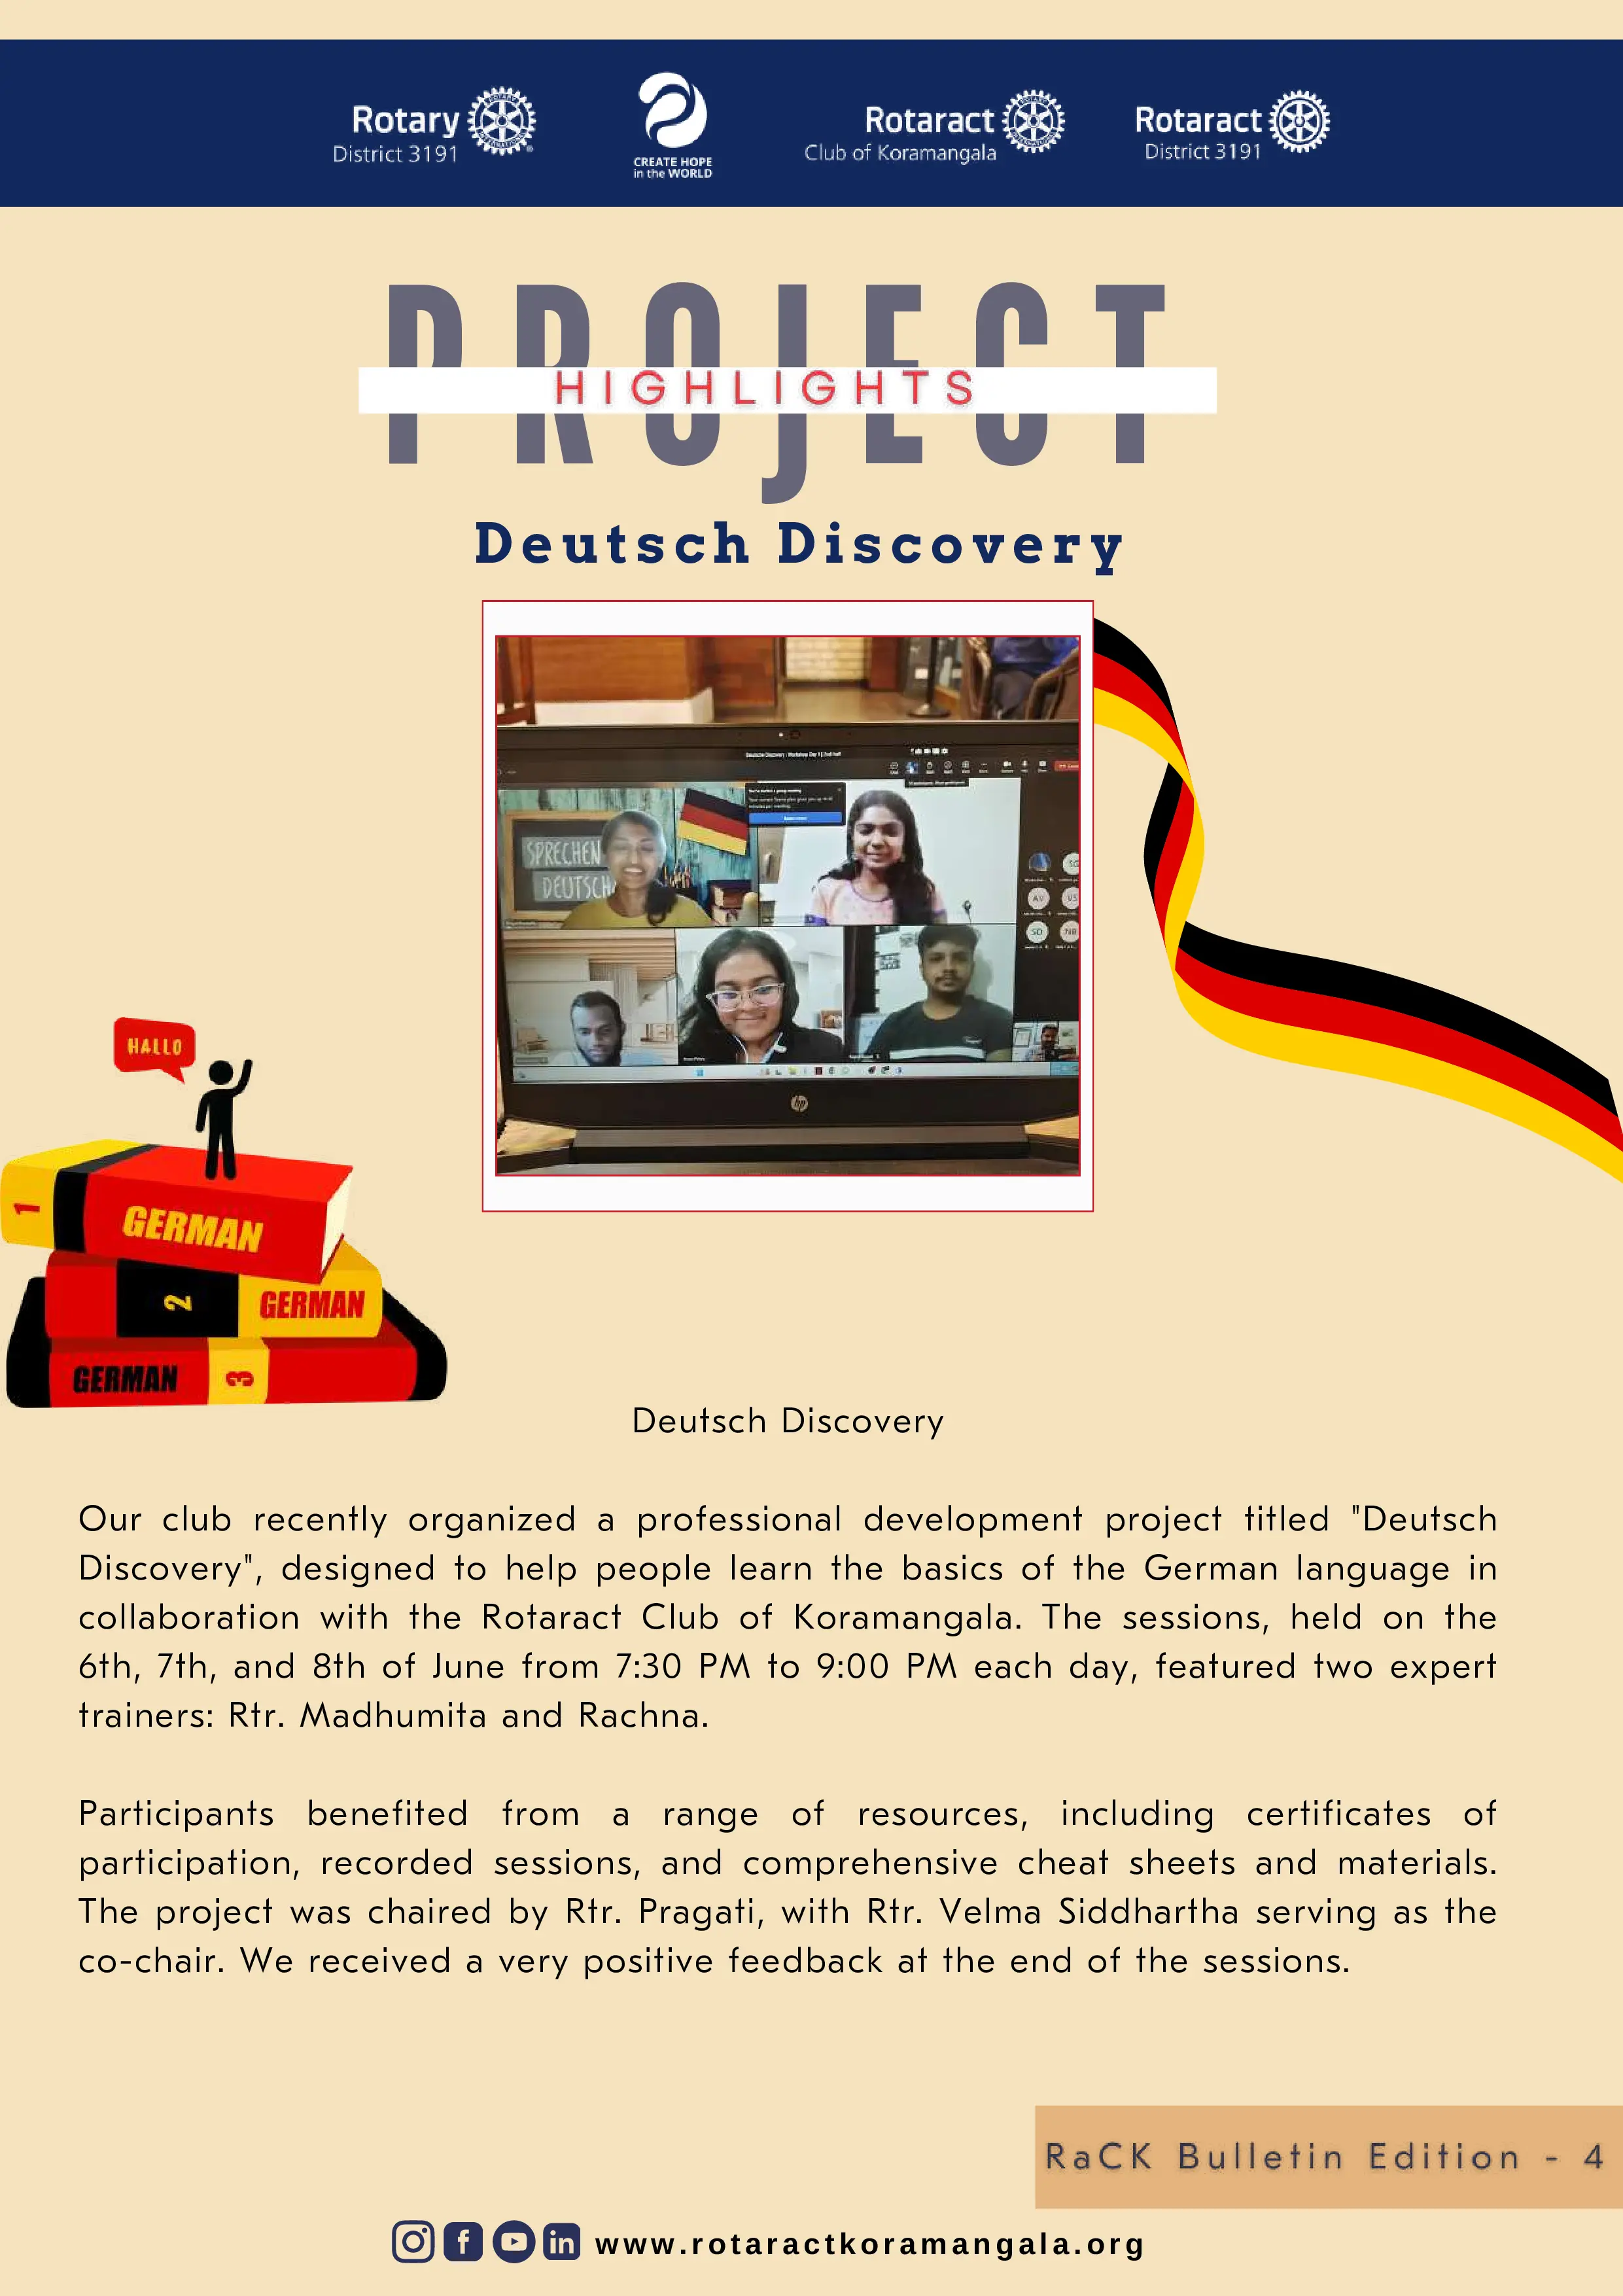 Rotary
District 3191
CREATE HOPE
in the WORLD
Rotaract
Club of Koramangala
Rotaract
District 3191
PROJECT
HIGHLIGHTS
Deutsch Discovery
SPRECHEN
DEUTSCH
SG
AV
VS
SD
NB
hp
HALLO
1
GERMAN
2
GERMAN
GERMAN
3
Deutsch Discovery
Our club recently organized a professional development project titled "Deutsch
Discovery", designed to help people learn the basics of the German language in
collaboration with the Rotaract Club of Koramangala. The sessions, held on the
6th, 7th, and 8th of June from 7:30 PM to 9:00 PM each day, featured two expert
trainers: Rtr. Madhumita and Rachna.
Participants benefited from a range of resources, including certificates of
participation, recorded sessions, and comprehensive cheat sheets and materials.
The project was chaired by Rtr. Pragati, with Rtr. Velma Siddhartha serving as the
co-chair. We received a very positive feedback at the end of the sessions.
RaCK Bulletin Edition - 4
www.rotaractkoramangala.org